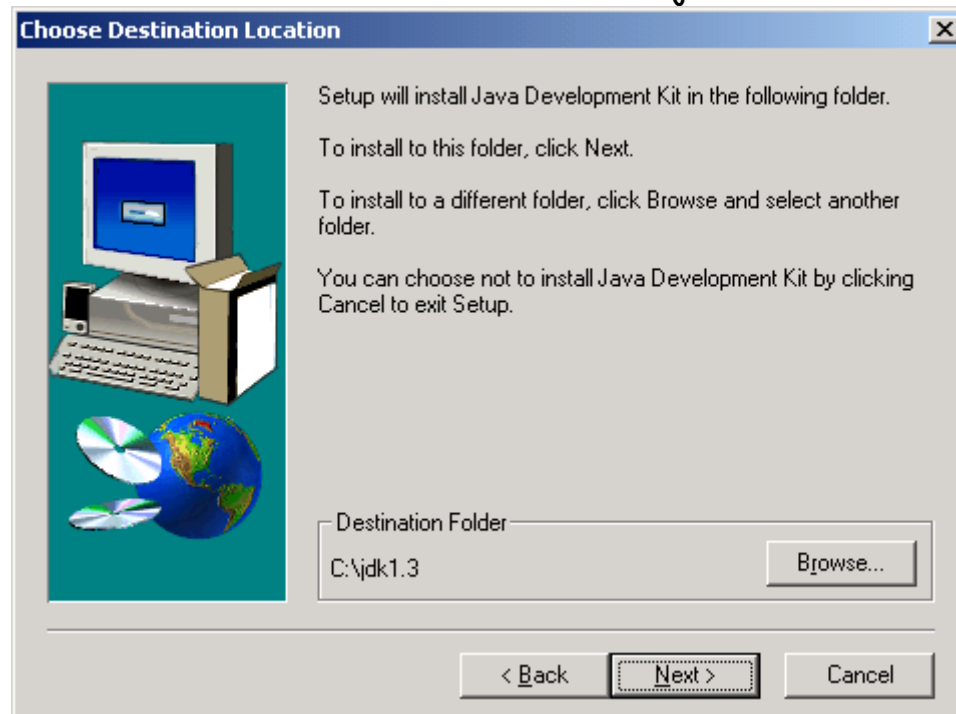 Choose Destination Location
Setup will install Java Development Kit in the following folder.
To install to this folder, click Next.
To install to a different folder, click Browse and select another
folder.
You can choose not to install Java Development Kit by clicking
Cancel to exit Setup.
Destination Folder
C:\jdk1.3
Browse...
< Back
Next >
Cancel